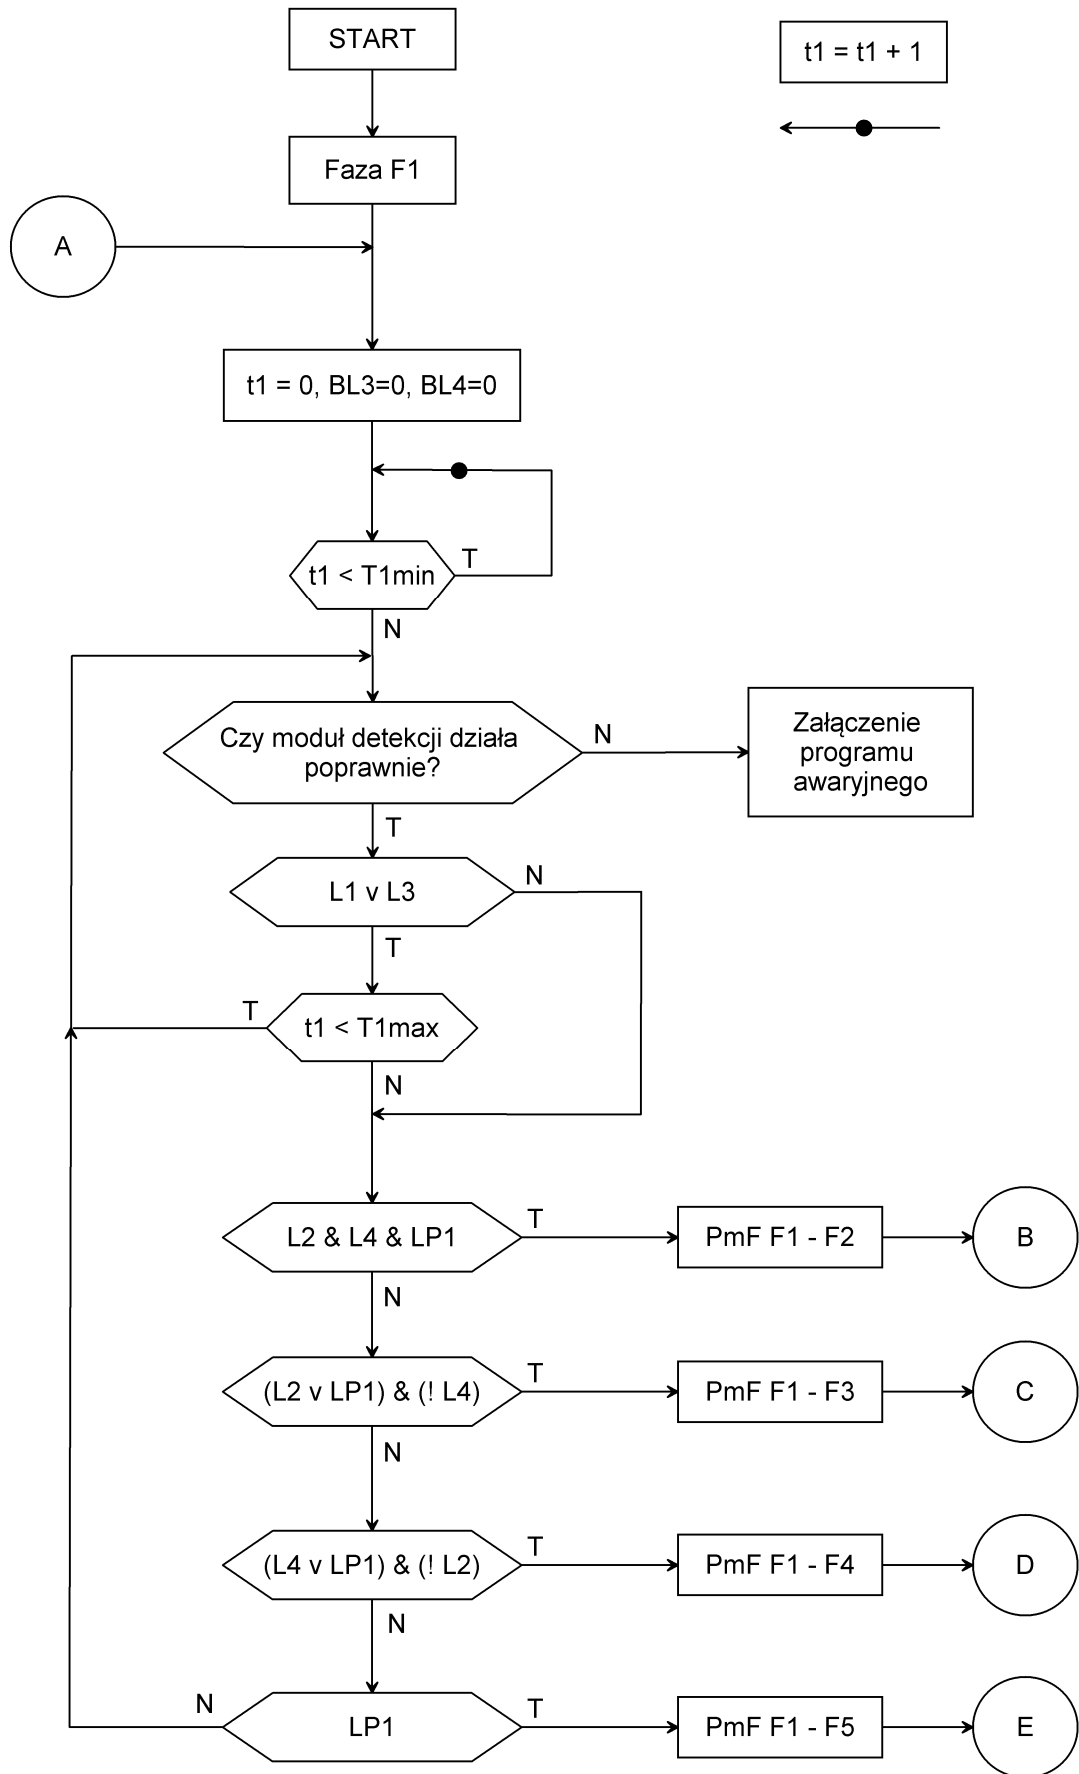 START
t1 = t1 + 1
Faza F1
A
t1 = 0, BL3=0, BL4=0
t1 < T1min
T
N
Czy moduł detekcji działa
poprawnie?
N
Załączenie
programu
awaryjnego
T
L1 v L3
N
T
t1 < T1max
T
N
L2 & L4 & LP1
T
PmF F1 - F2
B
N
(L2 v LP1) & (! L4)
T
PmF F1 - F3
C
N
(L4 v LP1) & (! L2)
T
PmF F1 - F4
D
N
LP1
N
T
PmF F1 - F5
E